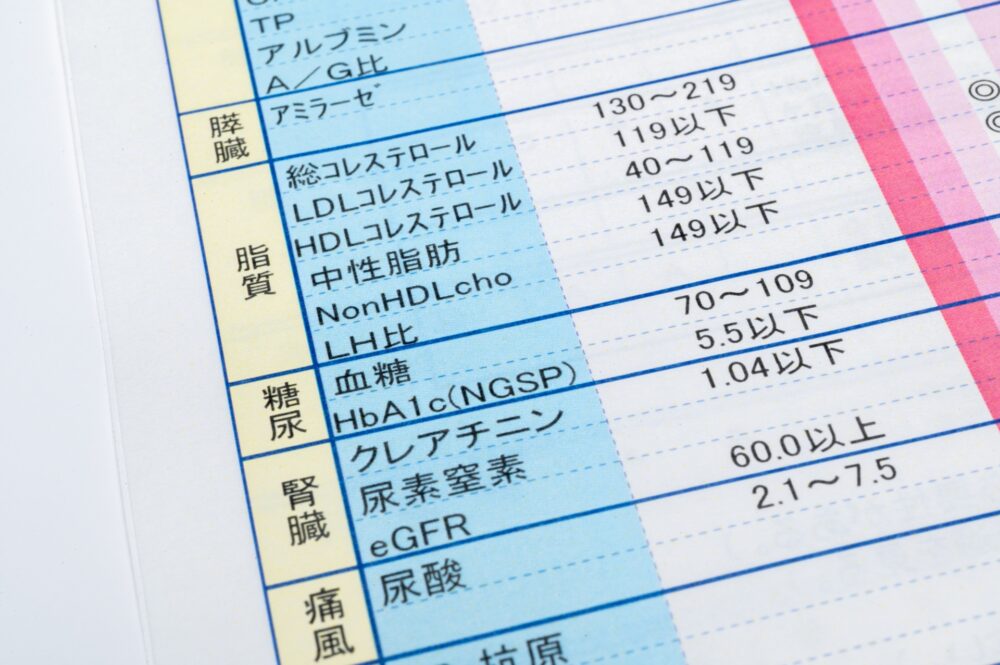 TP
アルブミン
A／G比
膵臓
アミラーゼ
脂質
総コレステロール 130～219
LDLコレステロール 119以下
HDLコレステロール 40～119
中性脂肪 149以下
NonHDLcho 149以下
LH比
糖尿
血糖 70～109
HbA1c(NGSP) 5.5以下
腎臓
クレアチニン 1.04以下
尿素窒素
eGFR 60.0以上
痛風
尿酸 2.1～7.5
抗原
◎